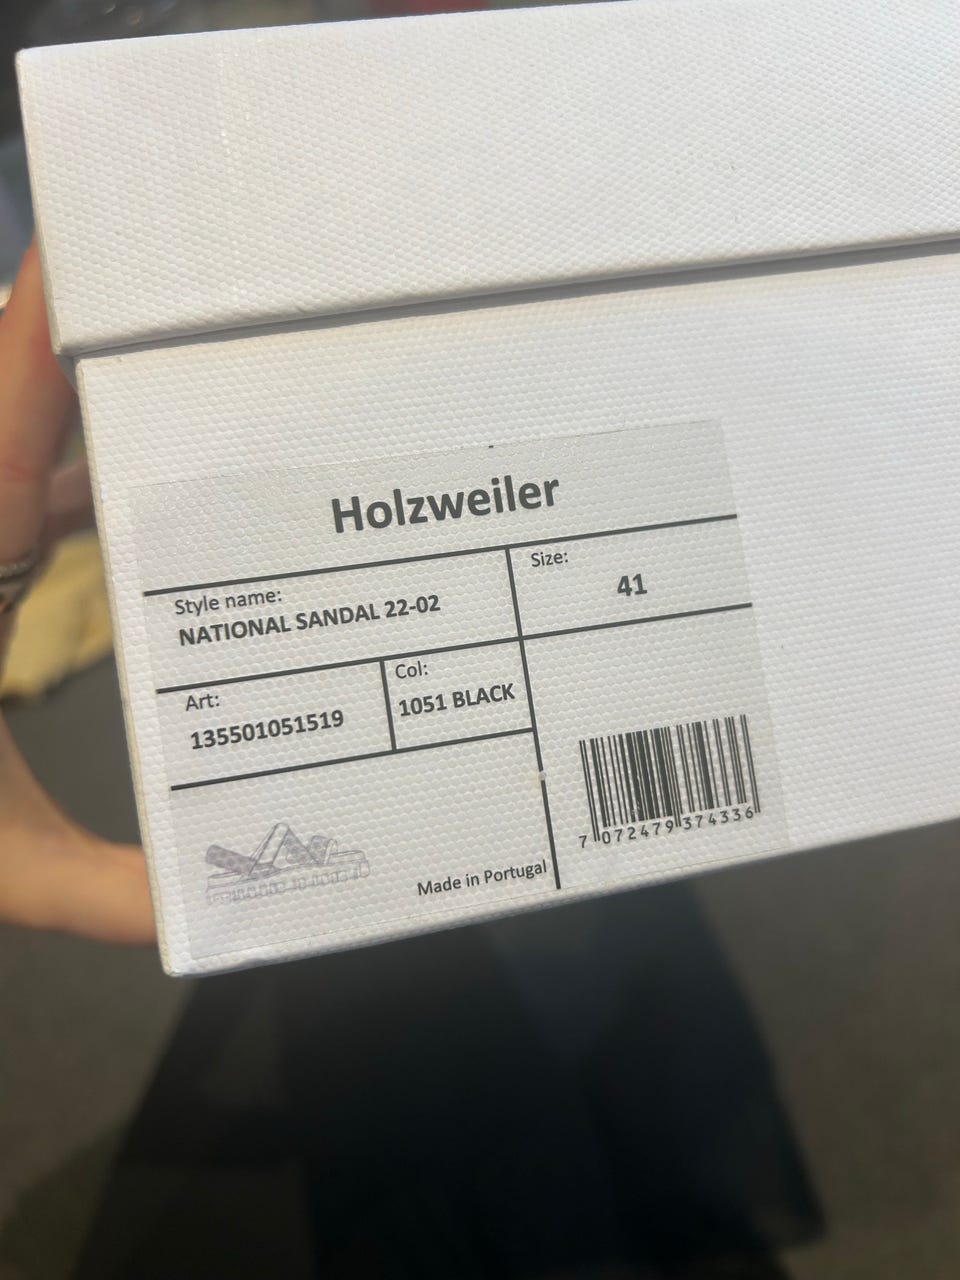 Holzweiler
Style name:
NATIONAL SANDAL 22-02
Size:
41
Art:
135501051519
Col:
1051 BLACK
Made in Portugal
7 072479 374336